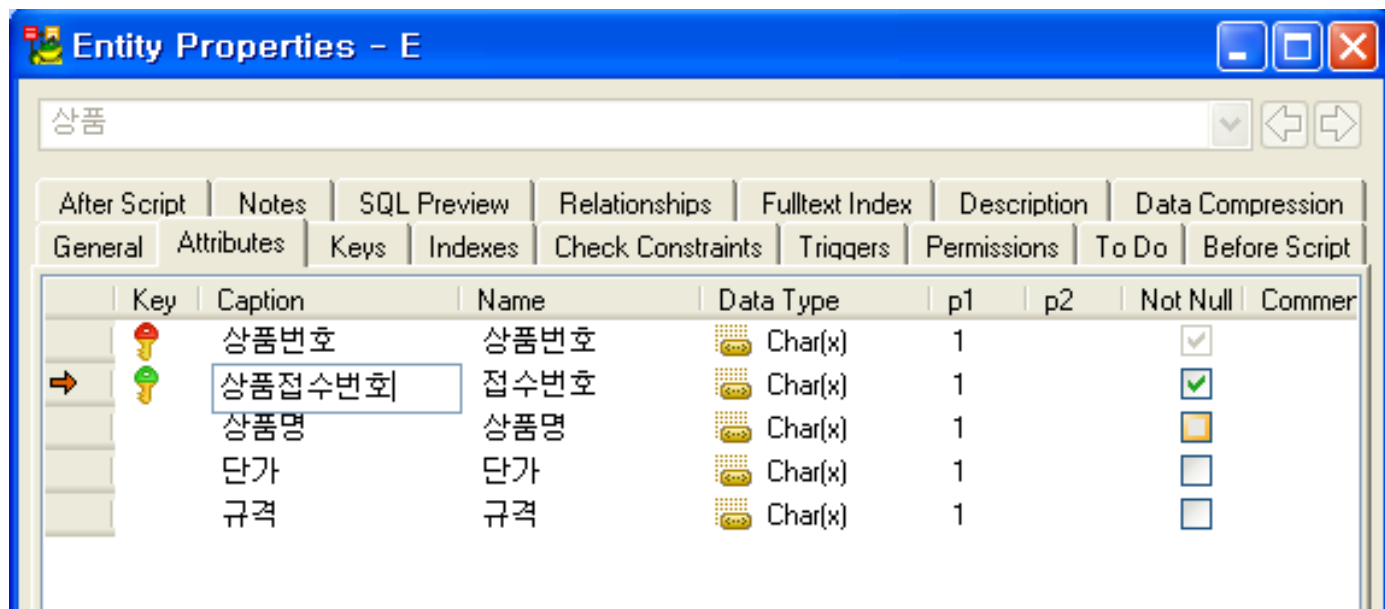 Entity Properties - E
상품
After Script Notes SQL Preview Relationships Fulltext Index Description Data Compression
General Attributes Keys Indexes Check Constraints Triggers Permissions To Do Before Script
Key Caption Name Data Type p1 p2 Not Null Commer
상품번호 상품번호 Char(x) 1
상품접수번호 접수번호 Char(x) 1
상품명 상품명 Char(x) 1
단가 단가 Char(x) 1
규격 규격 Char(x) 1